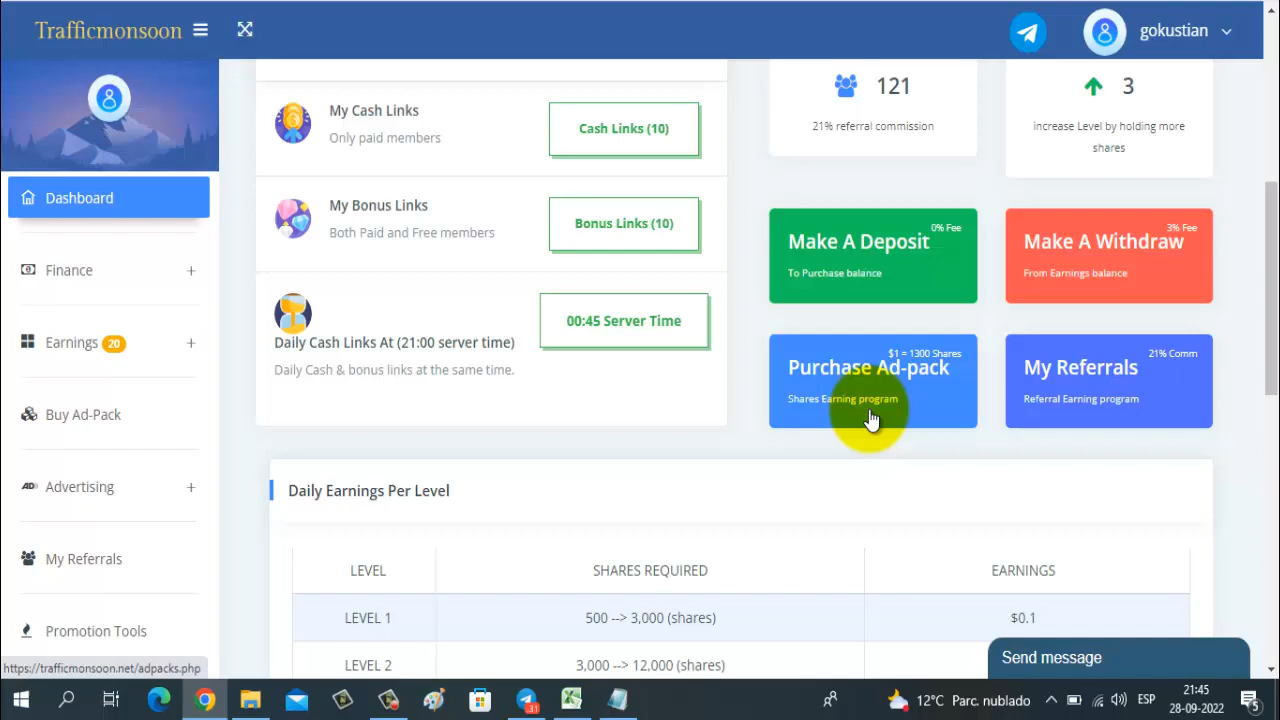 Trafficmonsoon
gokustian
Dashboard
Finance +
Earnings 20 +
Buy Ad-Pack
AD Advertising +
My Referrals
Promotion Tools
https://trafficmonsoon.net/adpacks.php
My Cash Links
Only paid members
Cash Links (10)
My Bonus Links
Both Paid and Free members
Bonus Links (10)
00:45 Server Time
Daily Cash Links At (21:00 server time)
Daily Cash & bonus links at the same time.
121
21% referral commission
3
increase Level by holding more
shares
0% Fee
Make A Deposit
To Purchase balance
3% Fee
Make A Withdraw
From Earnings balance
$1 = 1300 Shares
Purchase Ad-pack
Shares Earning program
21% Comm
My Referrals
Referral Earning program
Daily Earnings Per Level
LEVEL SHARES REQUIRED EARNINGS
LEVEL 1 500 --> 3,000 (shares) $0.1
LEVEL 2 3,000 --> 12,000 (shares)
Send message
31
12°C Parc. nublado
ESP
21:45
28-09-2022
5